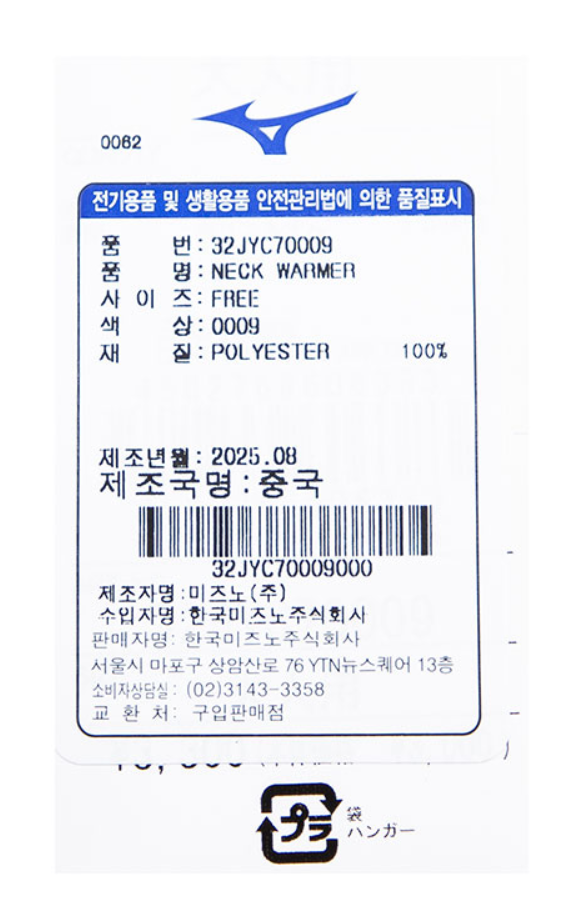 0062
전기용품 및 생활용품 안전관리법에 의한 품질표시
품 번 : 32JYC70009
품 명 : NECK WARMER
사 이 즈 : FREE
색 상 : 0009
재 질 : POLYESTER 100%
제조년월 : 2025.08
제조국명 : 중국
32JYC70009000
제조자명 : 미즈노(주)
수입자명 : 한국미즈노주식회사
판매자명 : 한국미즈노주식회사
서울시 마포구 상암산로 76 YTN뉴스퀘어 13층
소비자상담실 : (02)3143-3358
교 환 처 : 구입판매점
プラ
袋
ハンガー